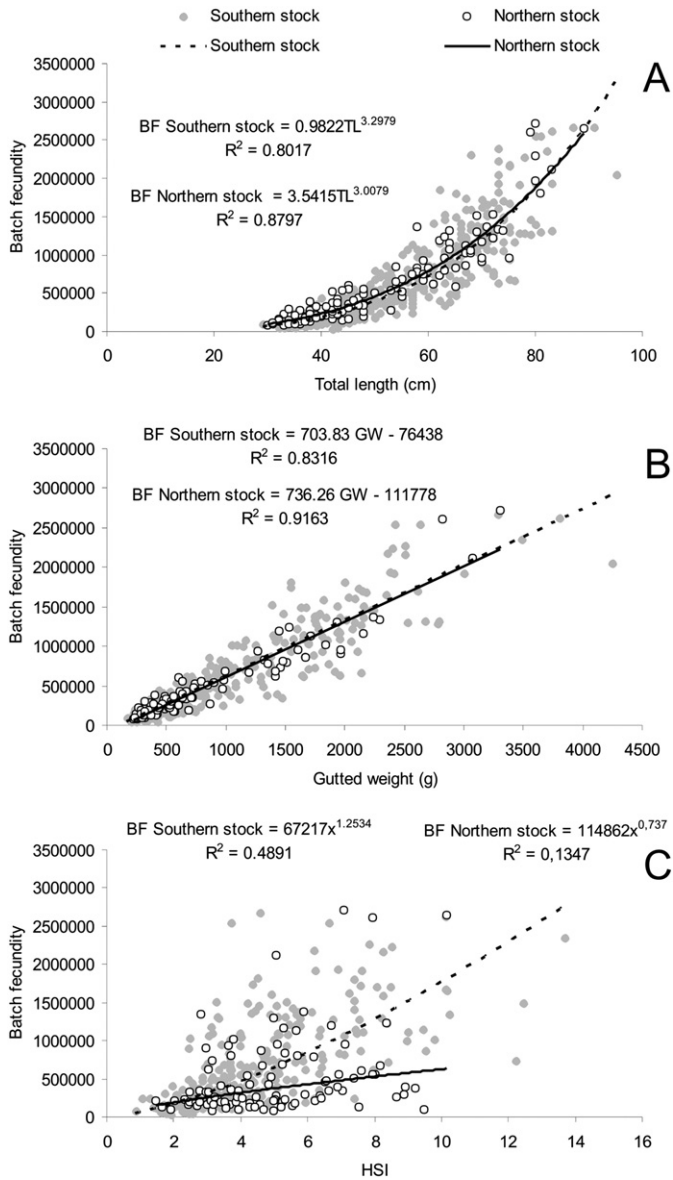 Southern stock Northern stock
Southern stock Northern stock
A
3500000
3000000
2500000
2000000
1500000
1000000
500000
0
Batch fecundity
BF Southern stock = 0.9822TL^3.2979
R² = 0.8017
BF Northern stock = 3.5415TL^3.0079
R² = 0.8797
0 20 40 60 80 100
Total length (cm)
B
BF Southern stock = 703.83 GW - 76438
R² = 0.8316
BF Northern stock = 736.26 GW - 111778
R² = 0.9163
4000000
3500000
3000000
2500000
2000000
1500000
1000000
500000
0
Batch fecundity
0 500 1000 1500 2000 2500 3000 3500 4000 4500
Gutted weight (g)
BF Southern stock = 67217x^1.2534
R² = 0.4891
BF Northern stock = 114862x^0,737
R² = 0,1347
C
3500000
3000000
2500000
2000000
1500000
1000000
500000
0
Batch fecundity
0 2 4 6 8 10 12 14 16
HSI